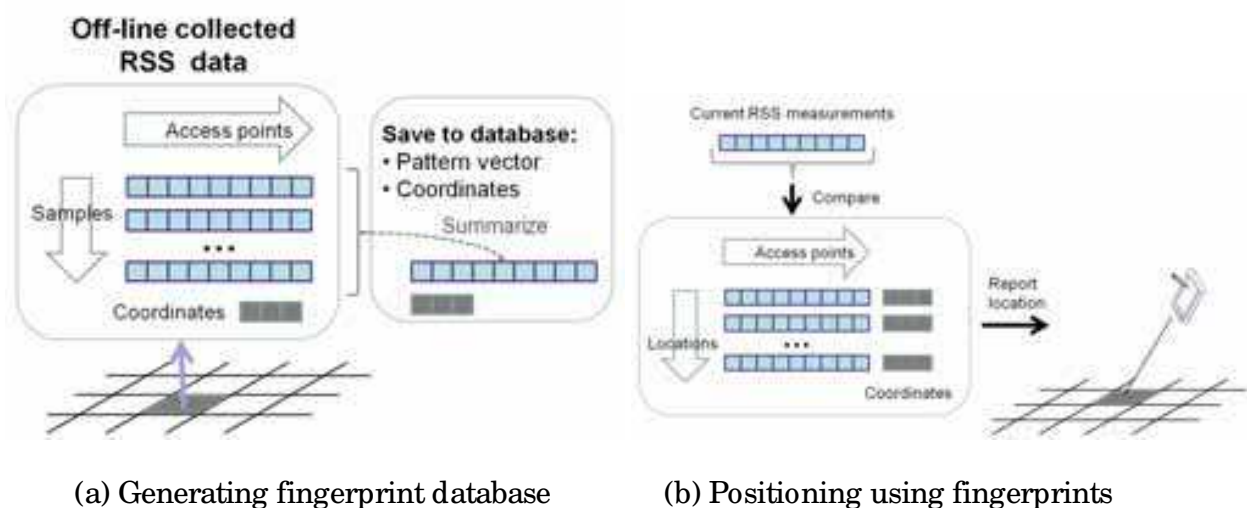 Off-line collected
RSS data
Access points
Samples
...
Coordinates
Save to database:
• Pattern vector
• Coordinates
Summarize
(a) Generating fingerprint database
Current RSS measurements
Compare
Access points
Locations
...
Coordinates
Report
location
(b) Positioning using fingerprints